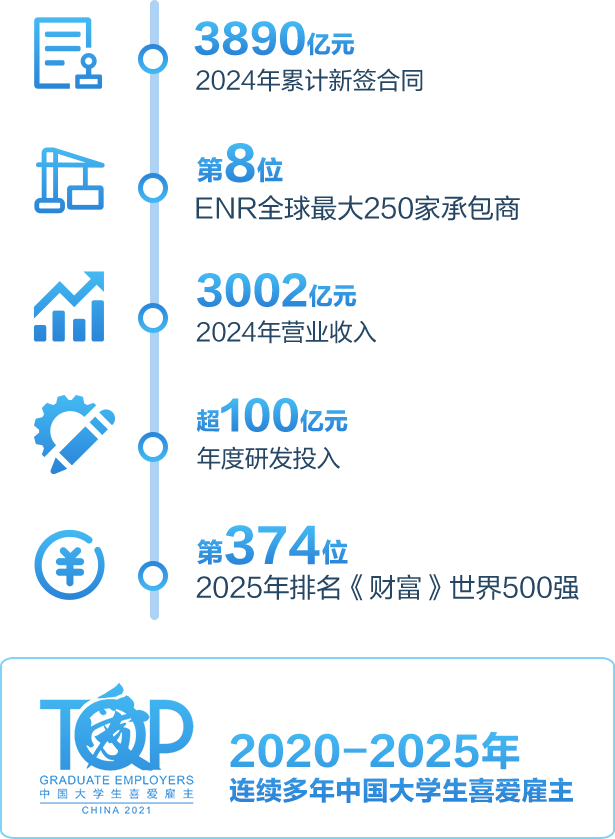 3890亿元
2024年累计新签合同
第8位
ENR全球最大250家承包商
3002亿元
2024年营业收入
超100亿元
年度研发投入
第374位
2025年排名《财富》世界500强
TOP
GRADUATE EMPLOYERS
中国大学生喜爱雇主
CHINA 2021
2020-2025年
连续多年中国大学生喜爱雇主